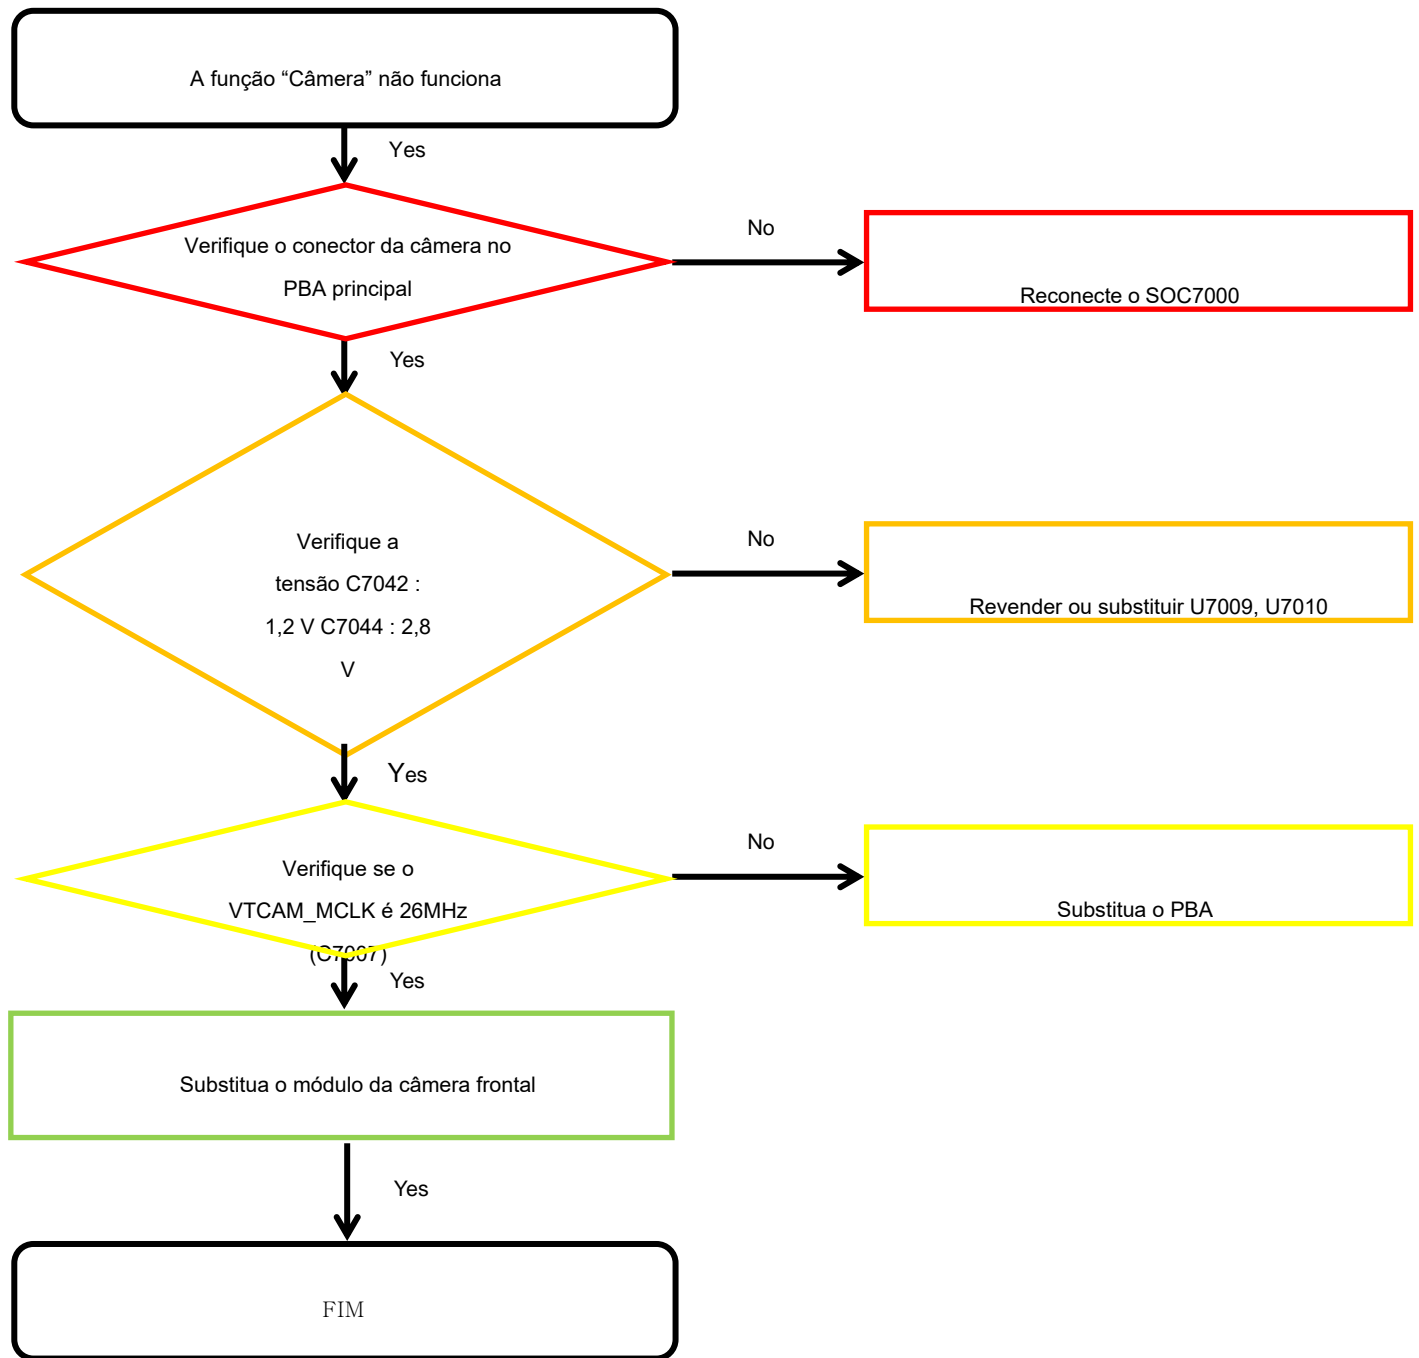 A função “Câmera” não funciona
Yes
Verifique o conector da câmera no
PBA principal
No
Reconecte o SOC7000
Yes
Verifique a
tensão C7042 :
1,2 V C7044 : 2,8
V
No
Revender ou substituir U7009, U7010
Yes
Verifique se o
VTCAM_MCLK é 26MHz
(C7067)
No
Substitua o PBA
Yes
Substitua o módulo da câmera frontal
Yes
FIM